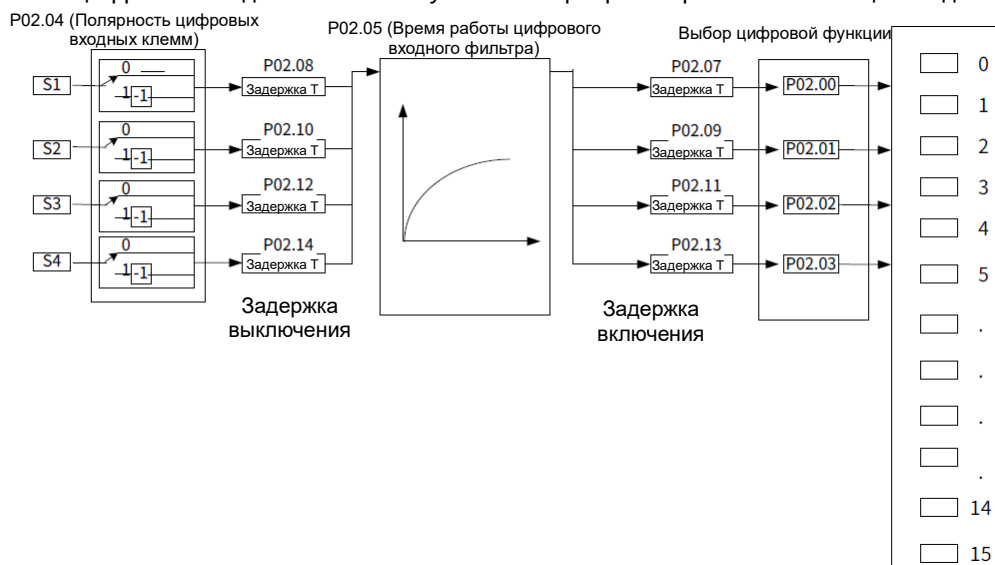 P02.04 (Полярность цифровых
входных клемм)
P02.05 (Время работы цифрового
входного фильтра)
Выбор цифровой функции
S1
0
1
-1
P02.08
Задержка T
P02.07
Задержка T
P02.00
S2
0
1
-1
P02.10
Задержка T
P02.09
Задержка T
P02.01
S3
0
1
-1
P02.12
Задержка T
P02.11
Задержка T
P02.02
S4
0
1
-1
P02.14
Задержка T
P02.13
Задержка T
P02.03
Задержка
выключения
Задержка
включения
0
1
2
3
4
5
.
.
.
.
14
15